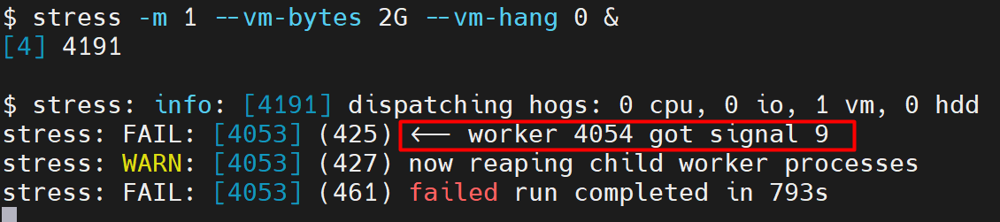 $ stress -m 1 --vm-bytes 2G --vm-hang 0 &
[4] 4191
$ stress: info: [4191] dispatching hogs: 0 cpu, 0 io, 1 vm, 0 hdd
stress: FAIL: [4053] (425) <-- worker 4054 got signal 9
stress: WARN: [4053] (427) now reaping child worker processes
stress: FAIL: [4053] (461) failed run completed in 793s